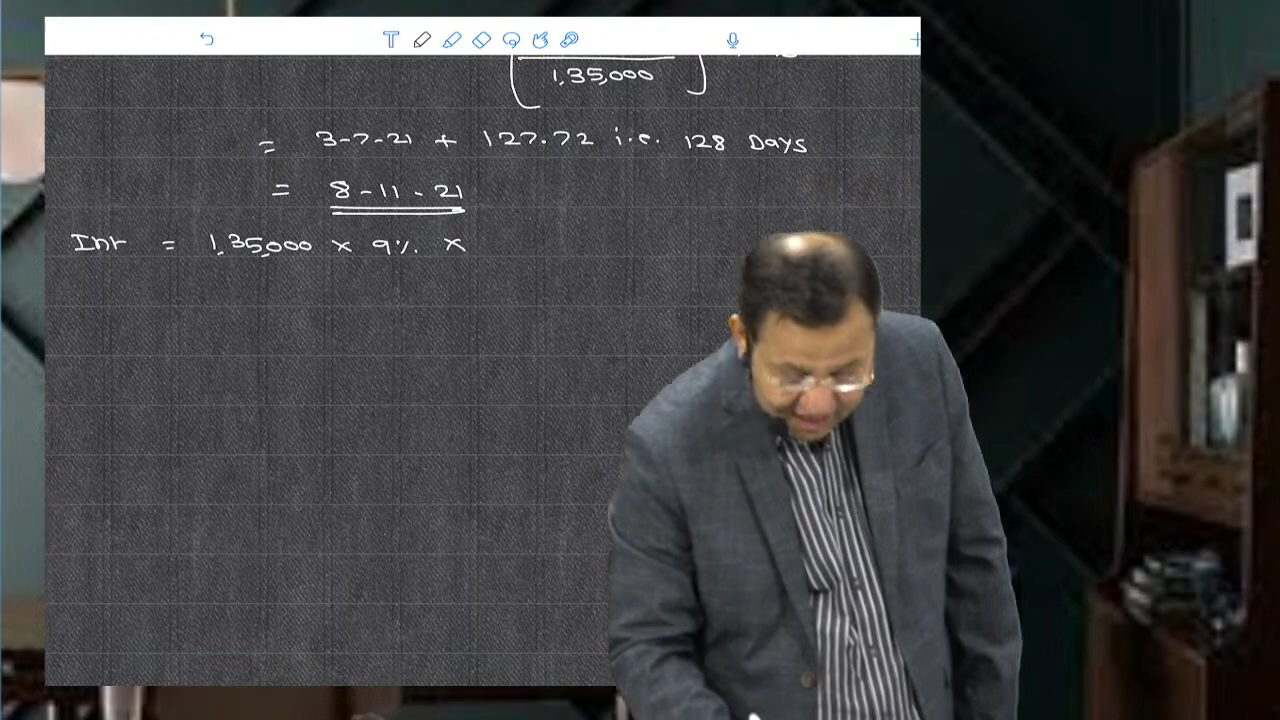 1,35,000
= 3-7-21 + 127.72 i.e. 128 Days
= 8-11-21
Int = 1,35,000 x 9% x